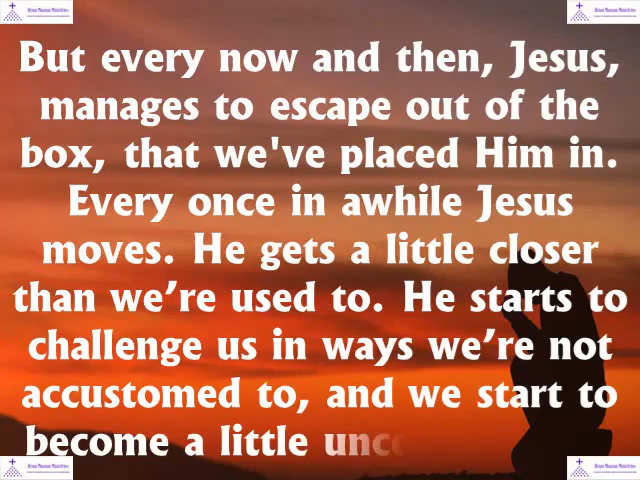 But every now and then, Jesus,
manages to escape out of the
box, that we've placed Him in.
Every once in awhile Jesus
moves. He gets a little closer
than we’re used to. He starts to
challenge us in ways we’re not
accustomed to, and we start to
become a little unc